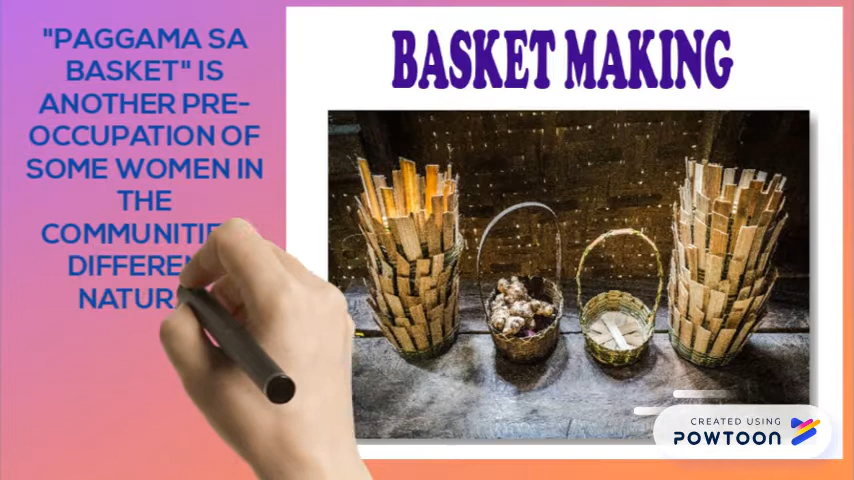 "PAGGAMA SA
BASKET" IS
ANOTHER PRE-
OCCUPATION OF
SOME WOMEN IN
THE
BASKET MAKING
CREATED USING
POWTOON